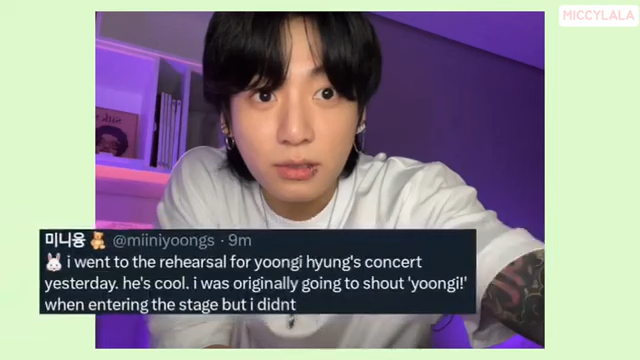 MICCYLALA
미니융🧸 @miiniyoongs · 9m
🐰 i went to the rehearsal for yoongi hyung's concert
yesterday. he's cool. i was originally going to shout 'yoongi!'
when entering the stage but i didnt